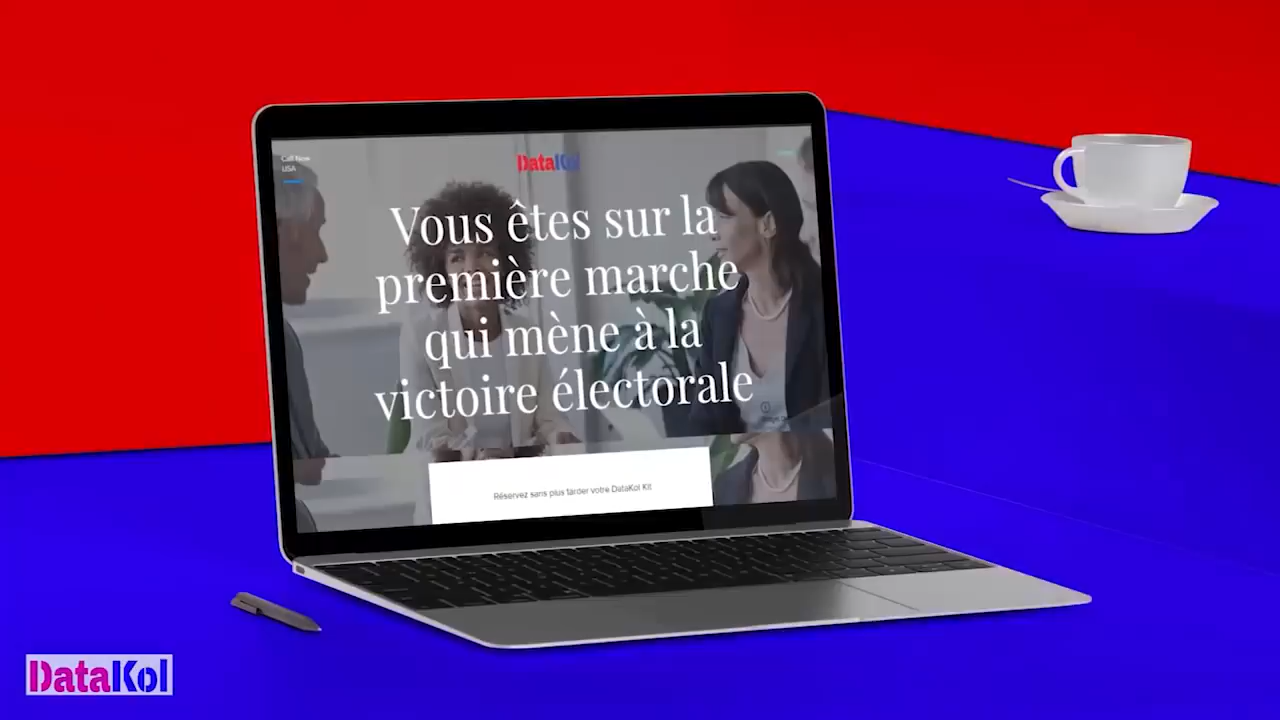 Call Now
USA
DataKol
Vous êtes sur la
première marche
qui mène à la
victoire électorale
Réservez sans plus tarder votre DataKol Kit
DataKol